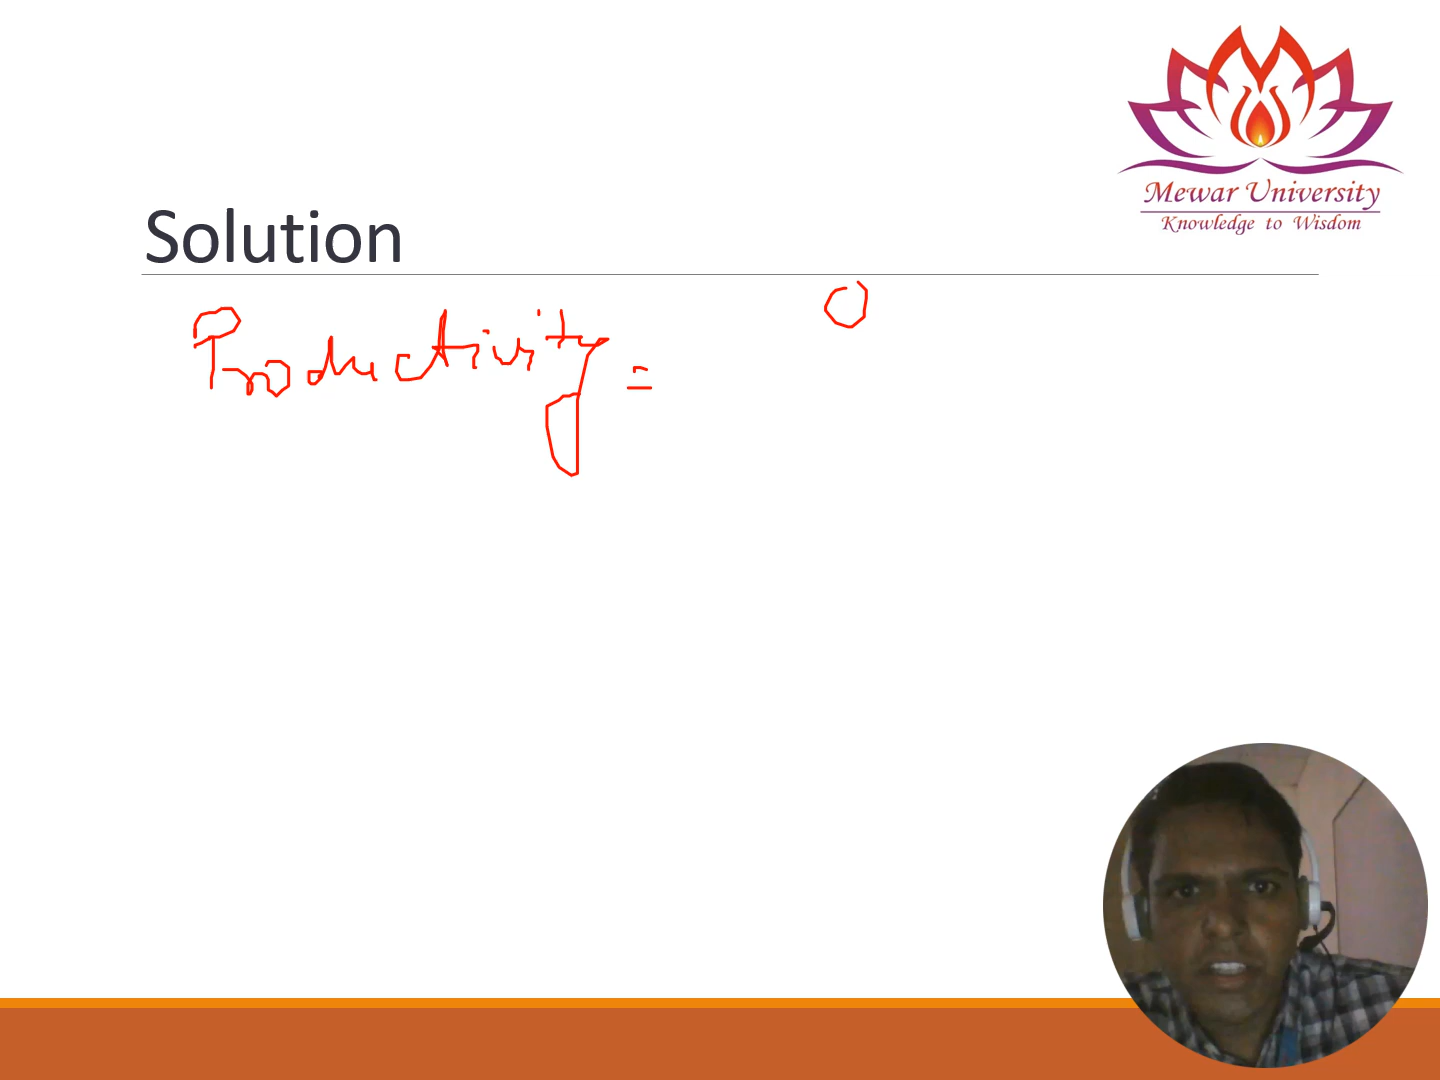 Mewar University
Knowledge to Wisdom
Solution
Productivity = O